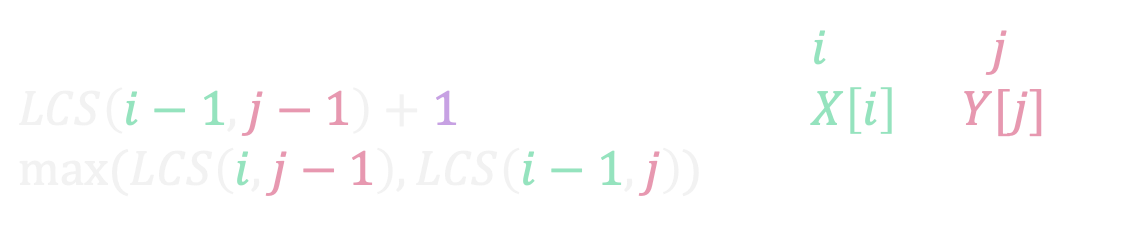 i j
LCS(i − 1, j − 1) + 1 X[i] Y[j]
max(LCS(i, j − 1), LCS(i − 1, j))